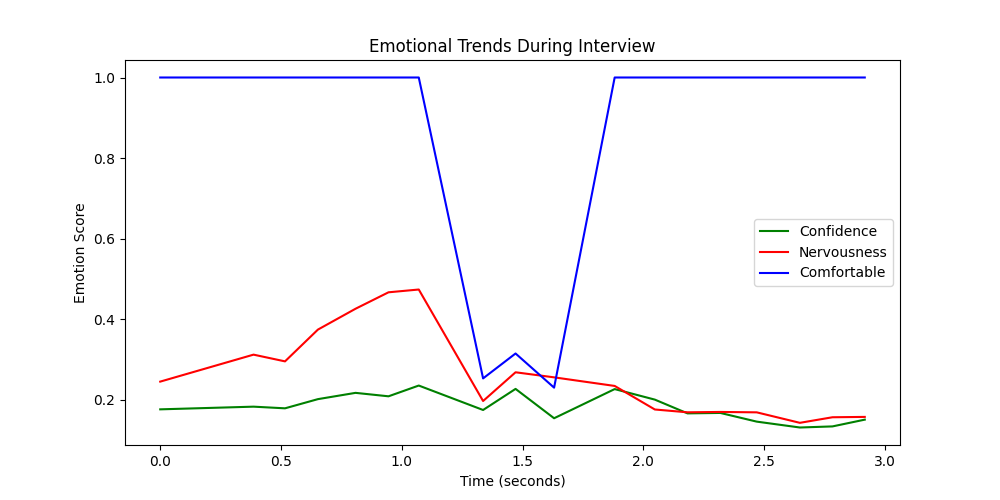 Emotional Trends During Interview
1.0
0.8
0.6
0.4
0.2
Emotion Score
Confidence
Nervousness
Comfortable
0.0 0.5 1.0 1.5 2.0 2.5 3.0
Time (seconds)